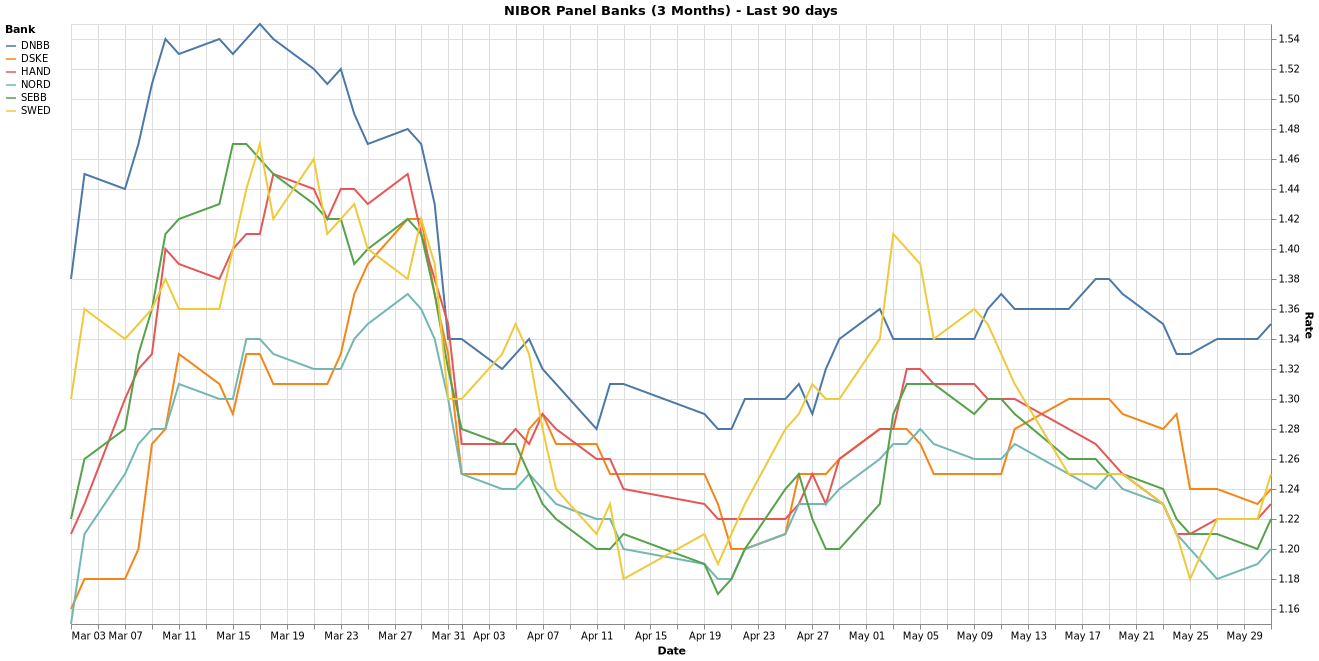 NIBOR Panel Banks (3 Months) - Last 90 days
Bank
DNBB
DSKE
HAND
NORD
SEBB
SWED
1.54
1.52
1.50
1.48
1.46
1.44
1.42
1.40
1.38
1.36
1.34
1.32
1.30
1.28
1.26
1.24
1.22
1.20
1.18
1.16
Rate
Mar 03 Mar 07 Mar 11 Mar 15 Mar 19 Mar 23 Mar 27 Mar 31 Apr 03 Apr 07 Apr 11 Apr 15 Apr 19 Apr 23 Apr 27 May 01 May 05 May 09 May 13 May 17 May 21 May 25 May 29
Date